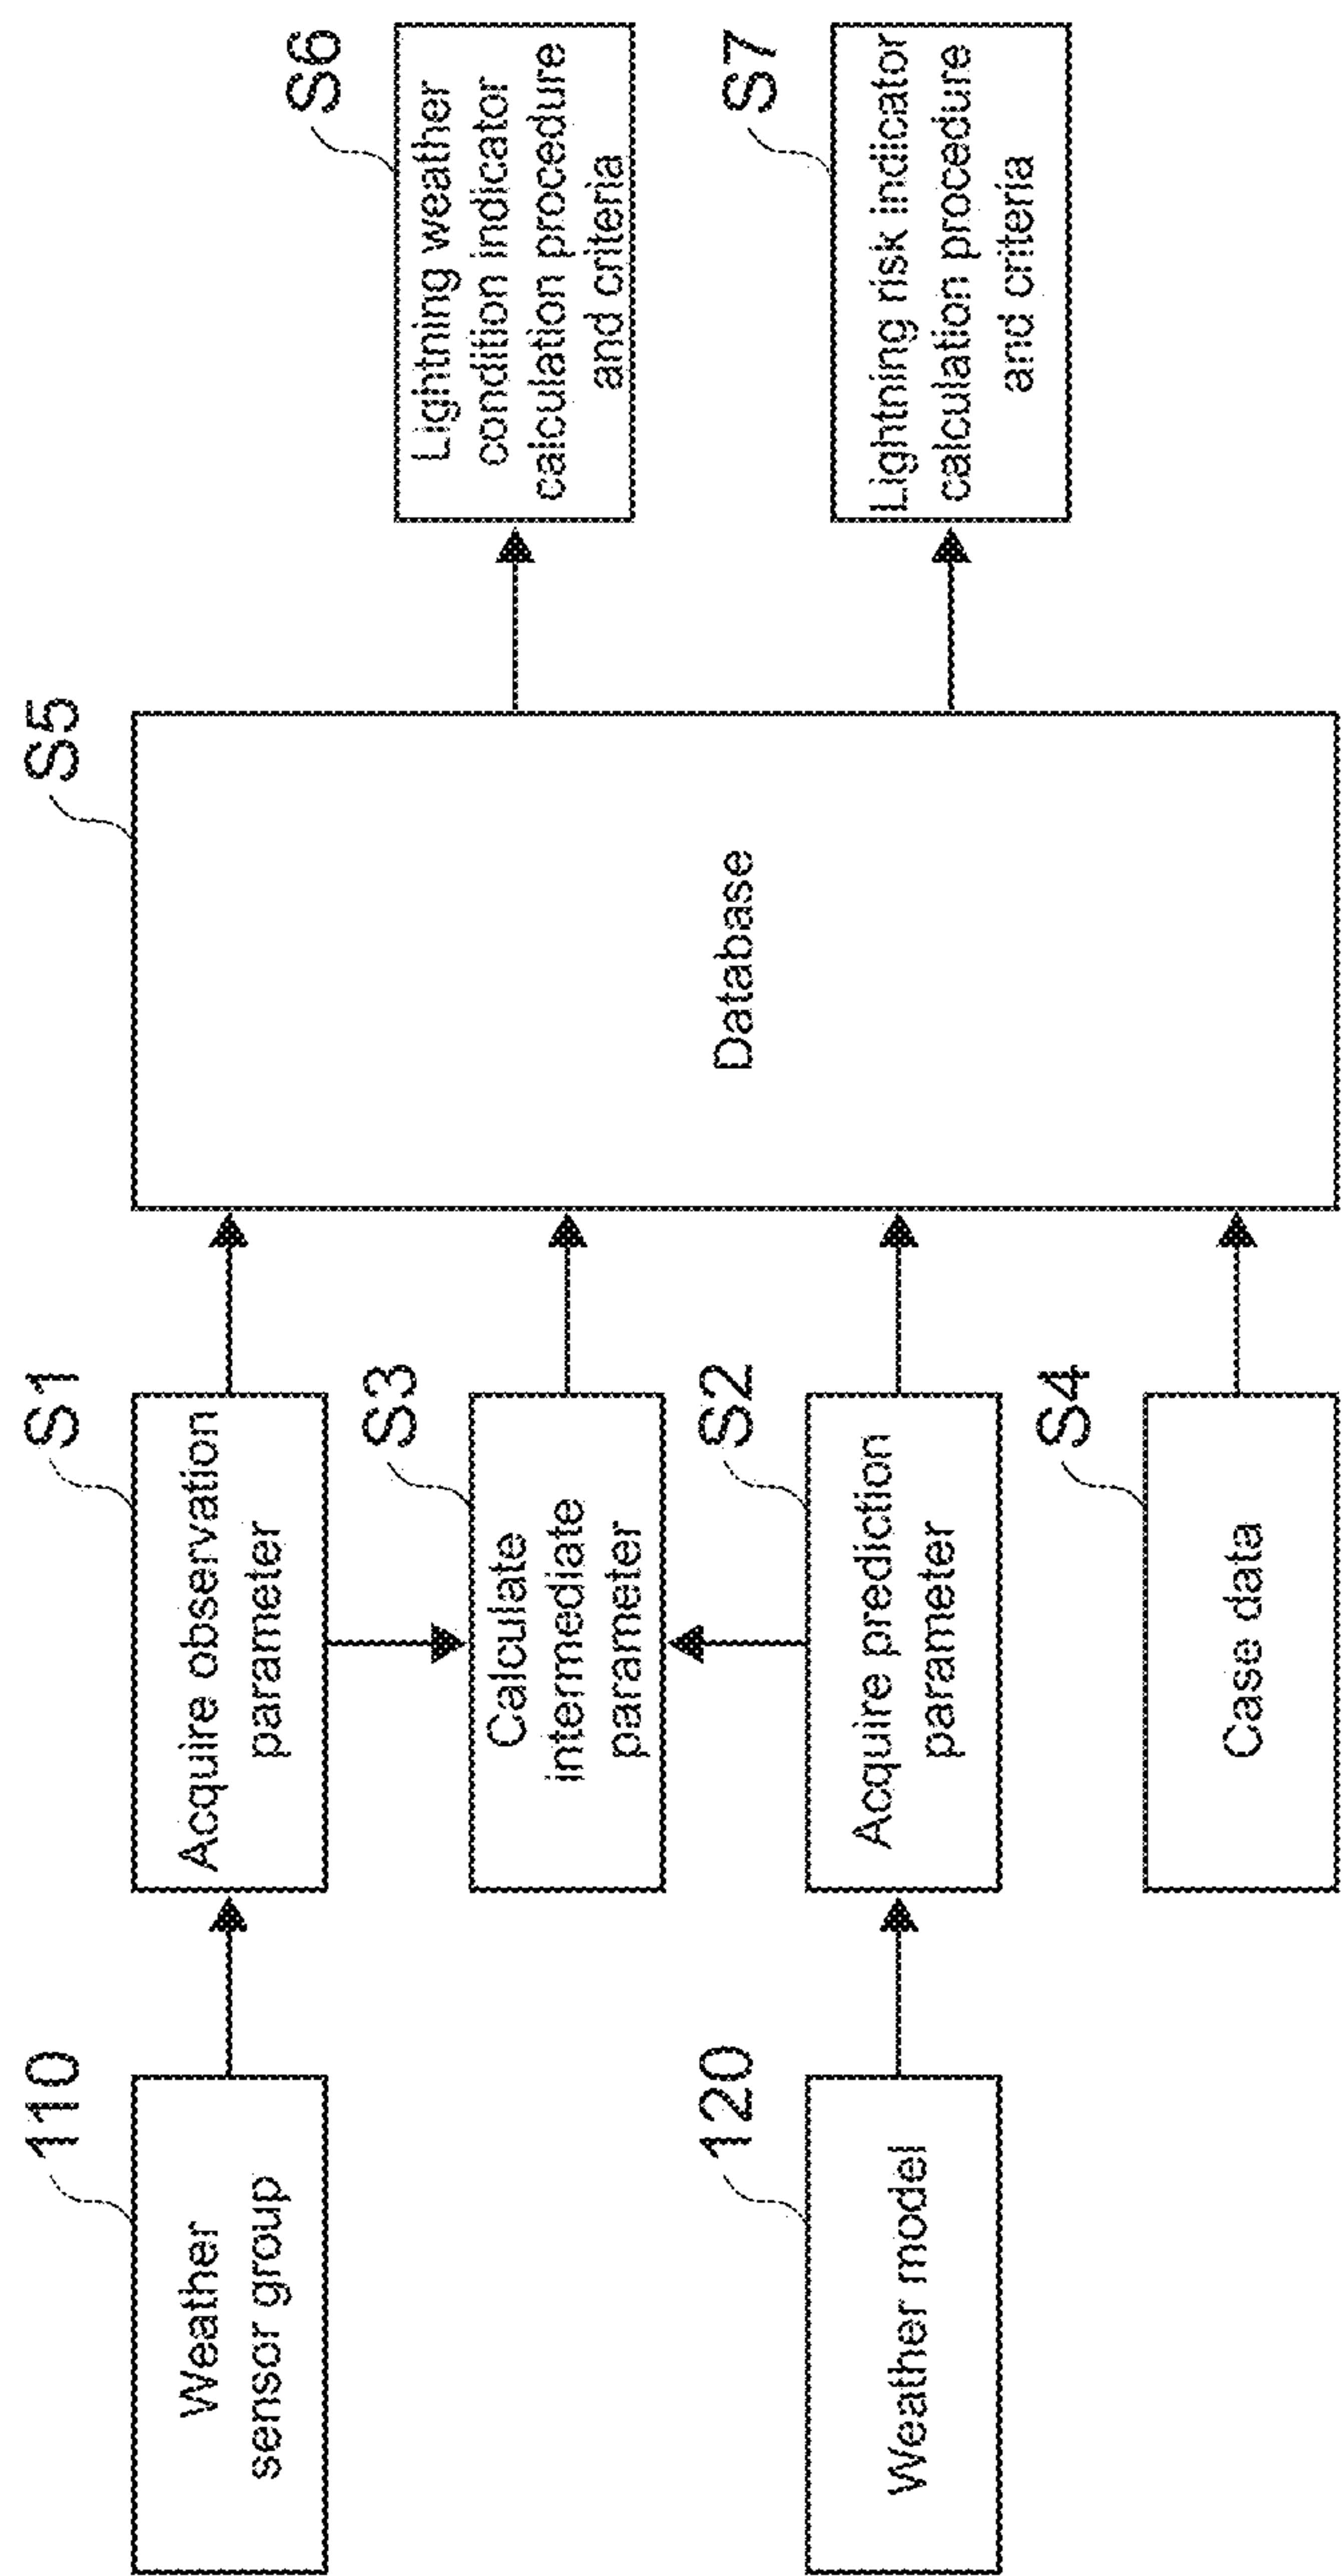 110
Weather
sensor group
120
Weather model
S1
Acquire observation
parameter
S3
Calculate
intermediate
parameter
S2
Acquire prediction
parameter
S4
Case data
S5
Database
S6
Lightning weather
condition indicator
calculation procedure
and criteria
S7
Lightning risk indicator
calculation procedure
and criteria